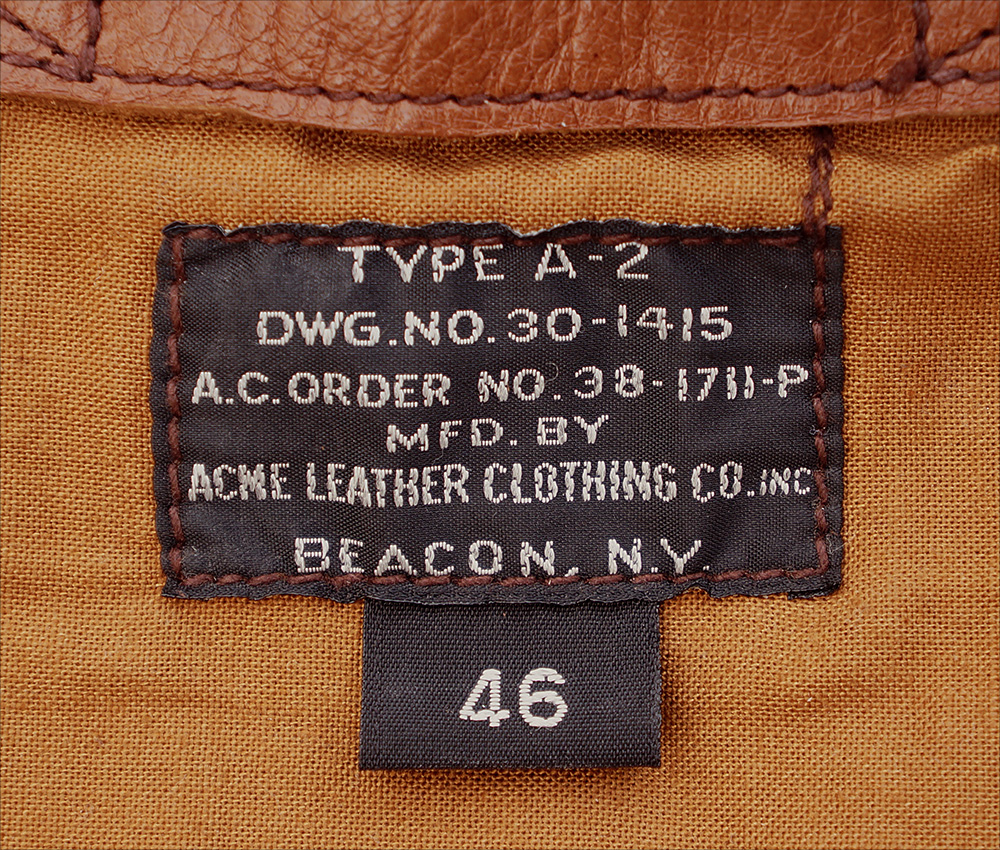 TYPE A-2
DWG.NO.30-1415
A.C.ORDER NO.38-1711-P
MFD. BY
ACME LEATHER CLOTHING CO.INC
BEACON, N.Y.
46